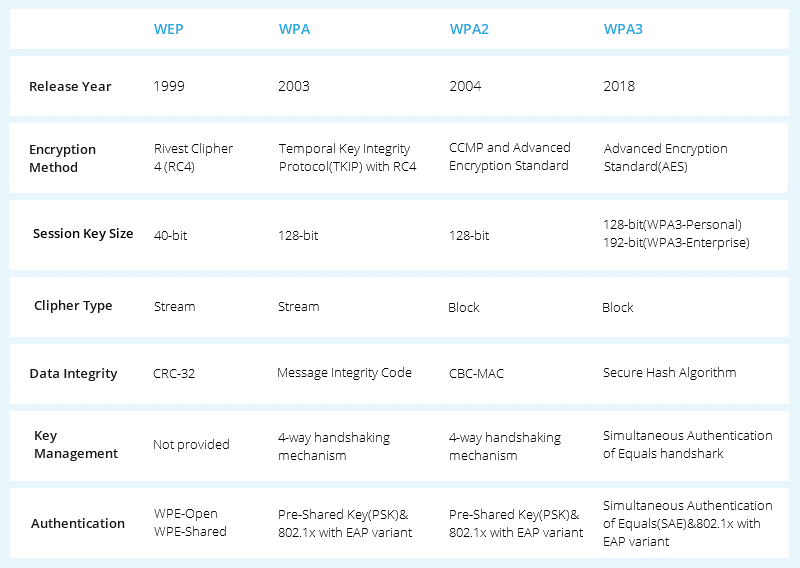 WEP WPA WPA2 WPA3
Release Year 1999 2003 2004 2018
Encryption Method
Rivest Clipher
4 (RC4)
Temporal Key Integrity
Protocol(TKIP) with RC4
CCMP and Advanced
Encryption Standard
Advanced Encryption
Standard(AES)
Session Key Size 40-bit 128-bit 128-bit
128-bit(WPA3-Personal)
192-bit(WPA3-Enterprise)
Clipher Type Stream Stream Block Block
Data Integrity CRC-32 Message Integrity Code CBC-MAC Secure Hash Algorithm
Key
Management
Not provided
4-way handshaking
mechanism
4-way handshaking
mechanism
Simultaneous Authentication
of Equals handshark
Authentication
WPE-Open
WPE-Shared
Pre-Shared Key(PSK)&
802.1x with EAP variant
Pre-Shared Key(PSK)&
802.1x with EAP variant
Simultaneous Authentication
of Equals(SAE)&802.1x with
EAP variant